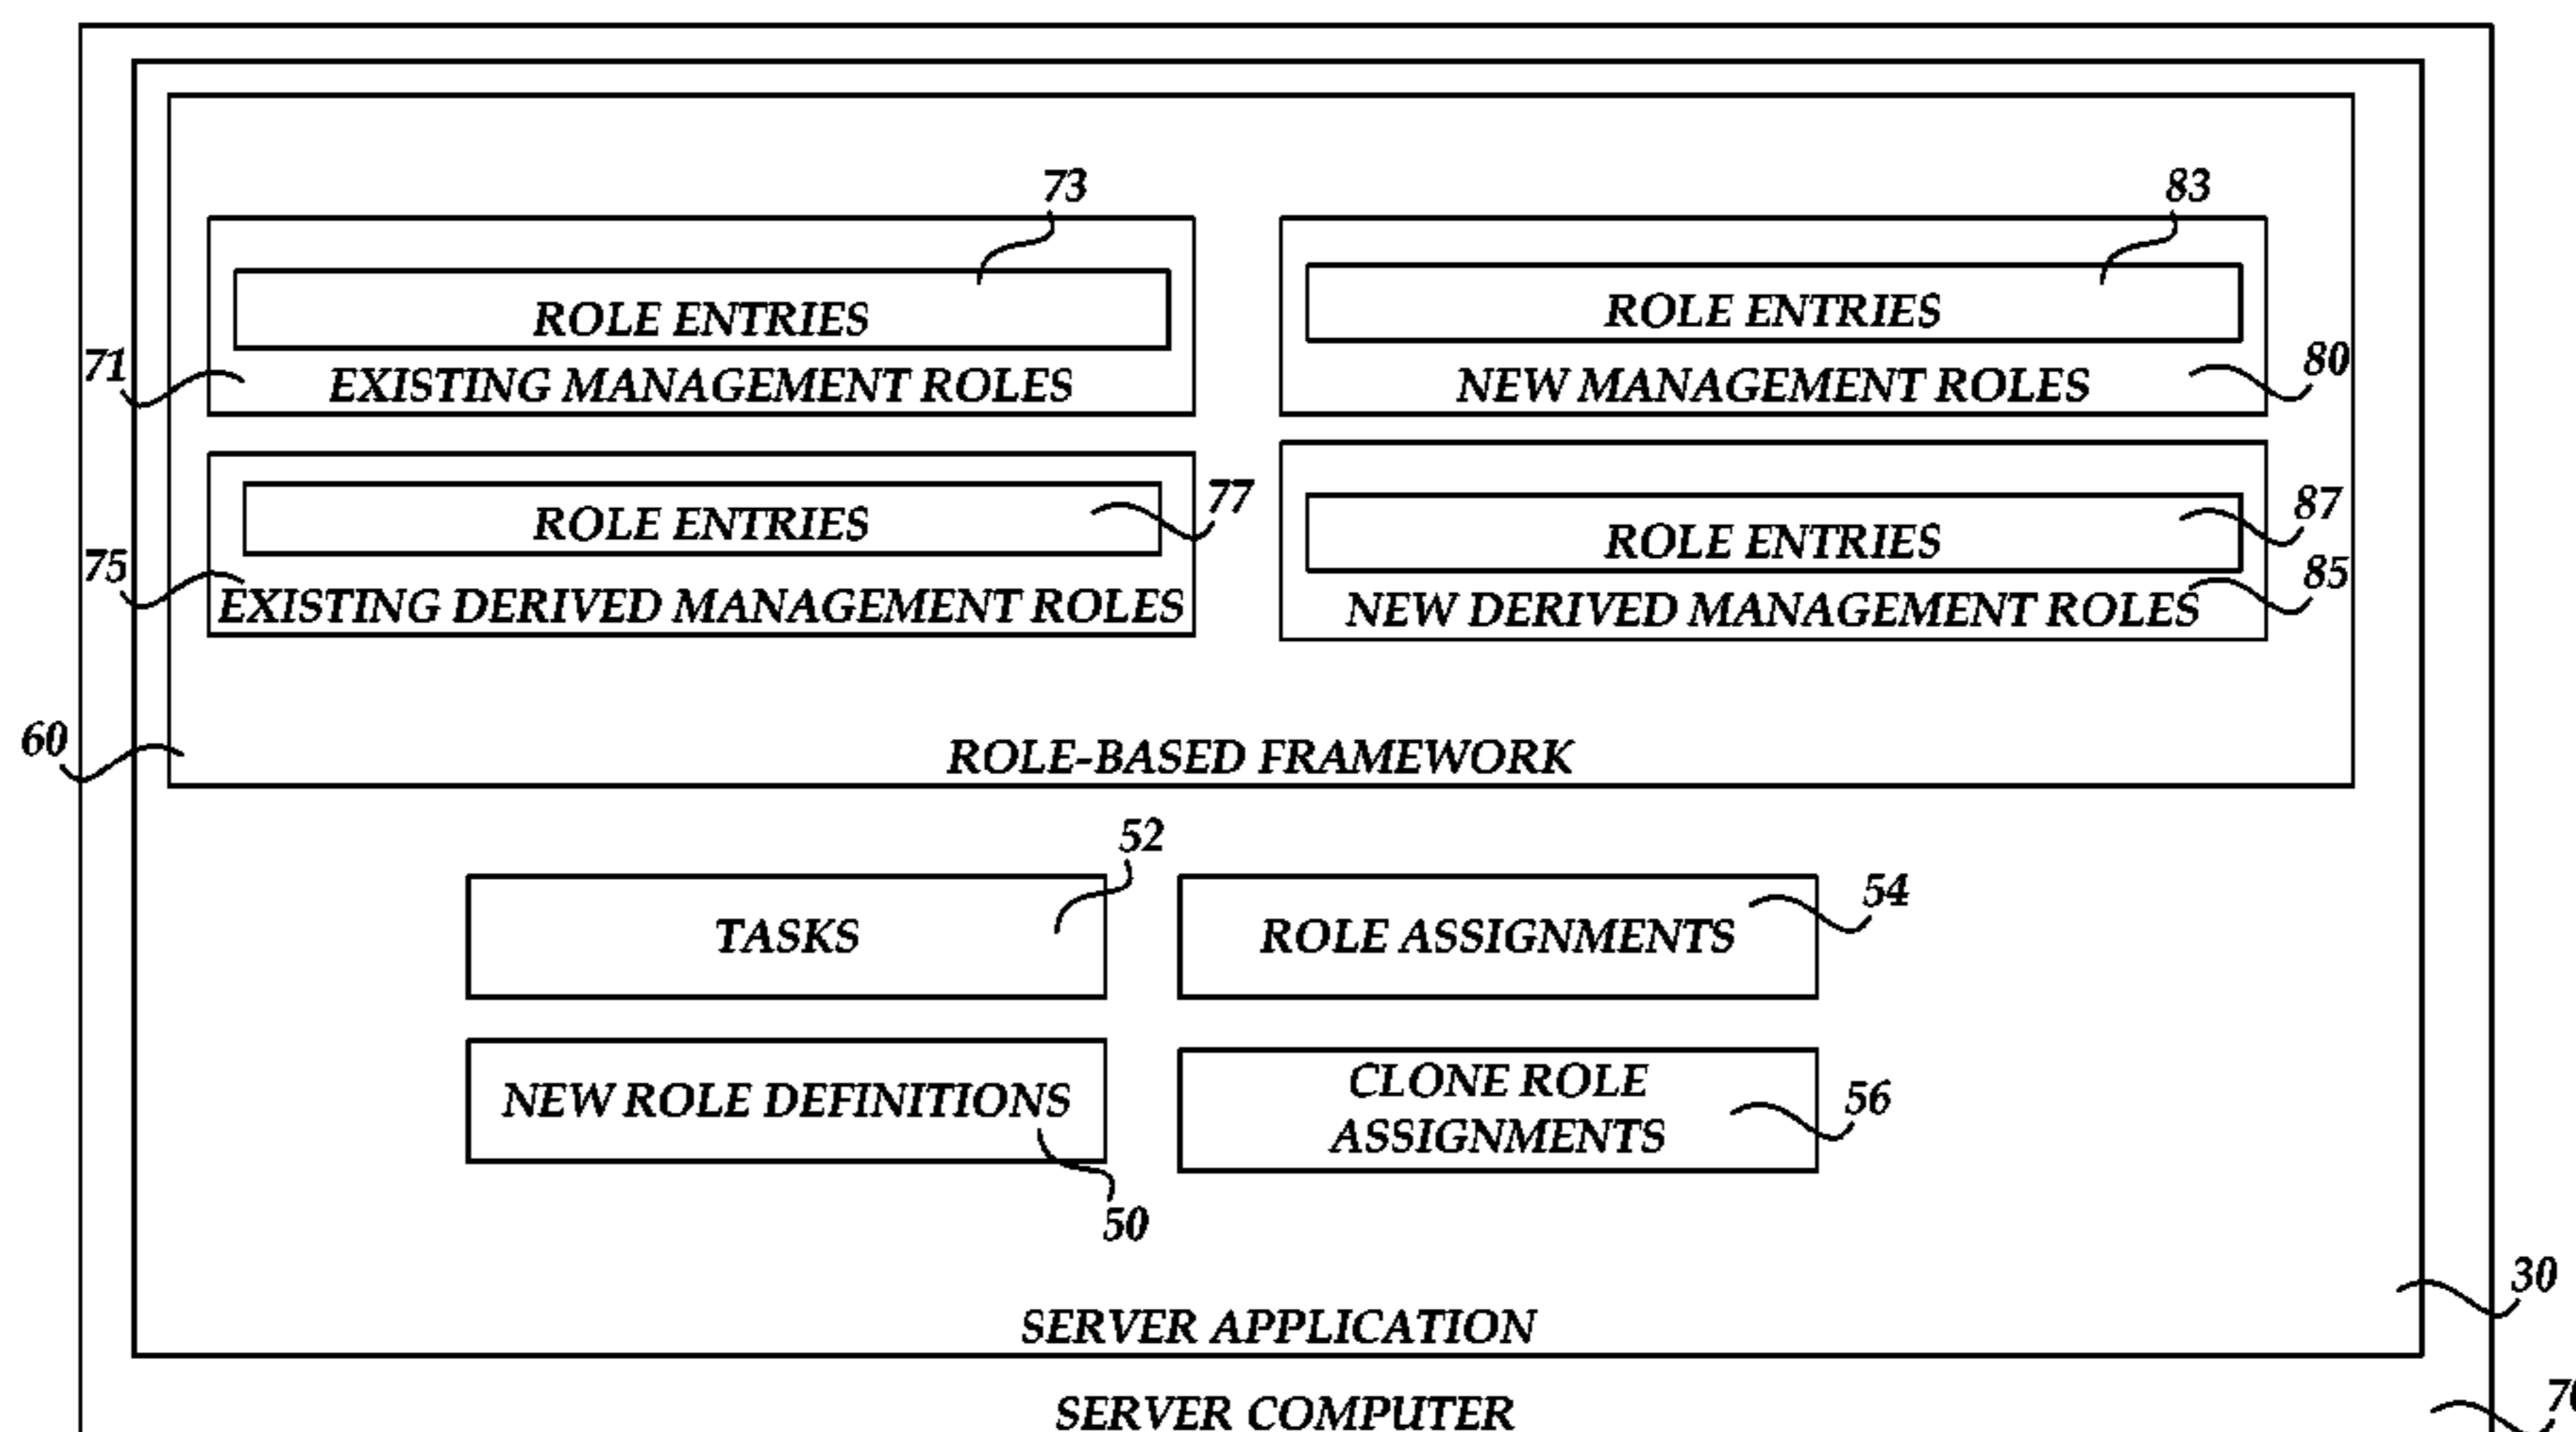 73
83
ROLE ENTRIES
ROLE ENTRIES
71
EXISTING MANAGEMENT ROLES
NEW MANAGEMENT ROLES
80
77
87
ROLE ENTRIES
ROLE ENTRIES
75
85
EXISTING DERIVED MANAGEMENT ROLES
NEW DERIVED MANAGEMENT ROLES
60
ROLE-BASED FRAMEWORK
52
54
TASKS
ROLE ASSIGNMENTS
NEW ROLE DEFINITIONS
CLONE ROLE
ASSIGNMENTS
56
50
30
SERVER APPLICATION
70
SERVER COMPUTER